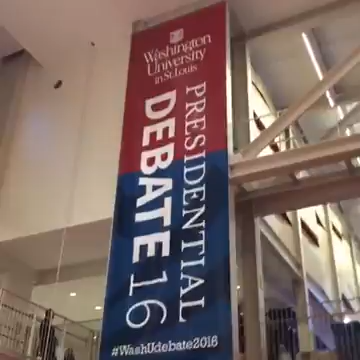 Washington
University
in St. Louis
PRESIDENTIAL
DEBATE 16
#WashUdebate2016